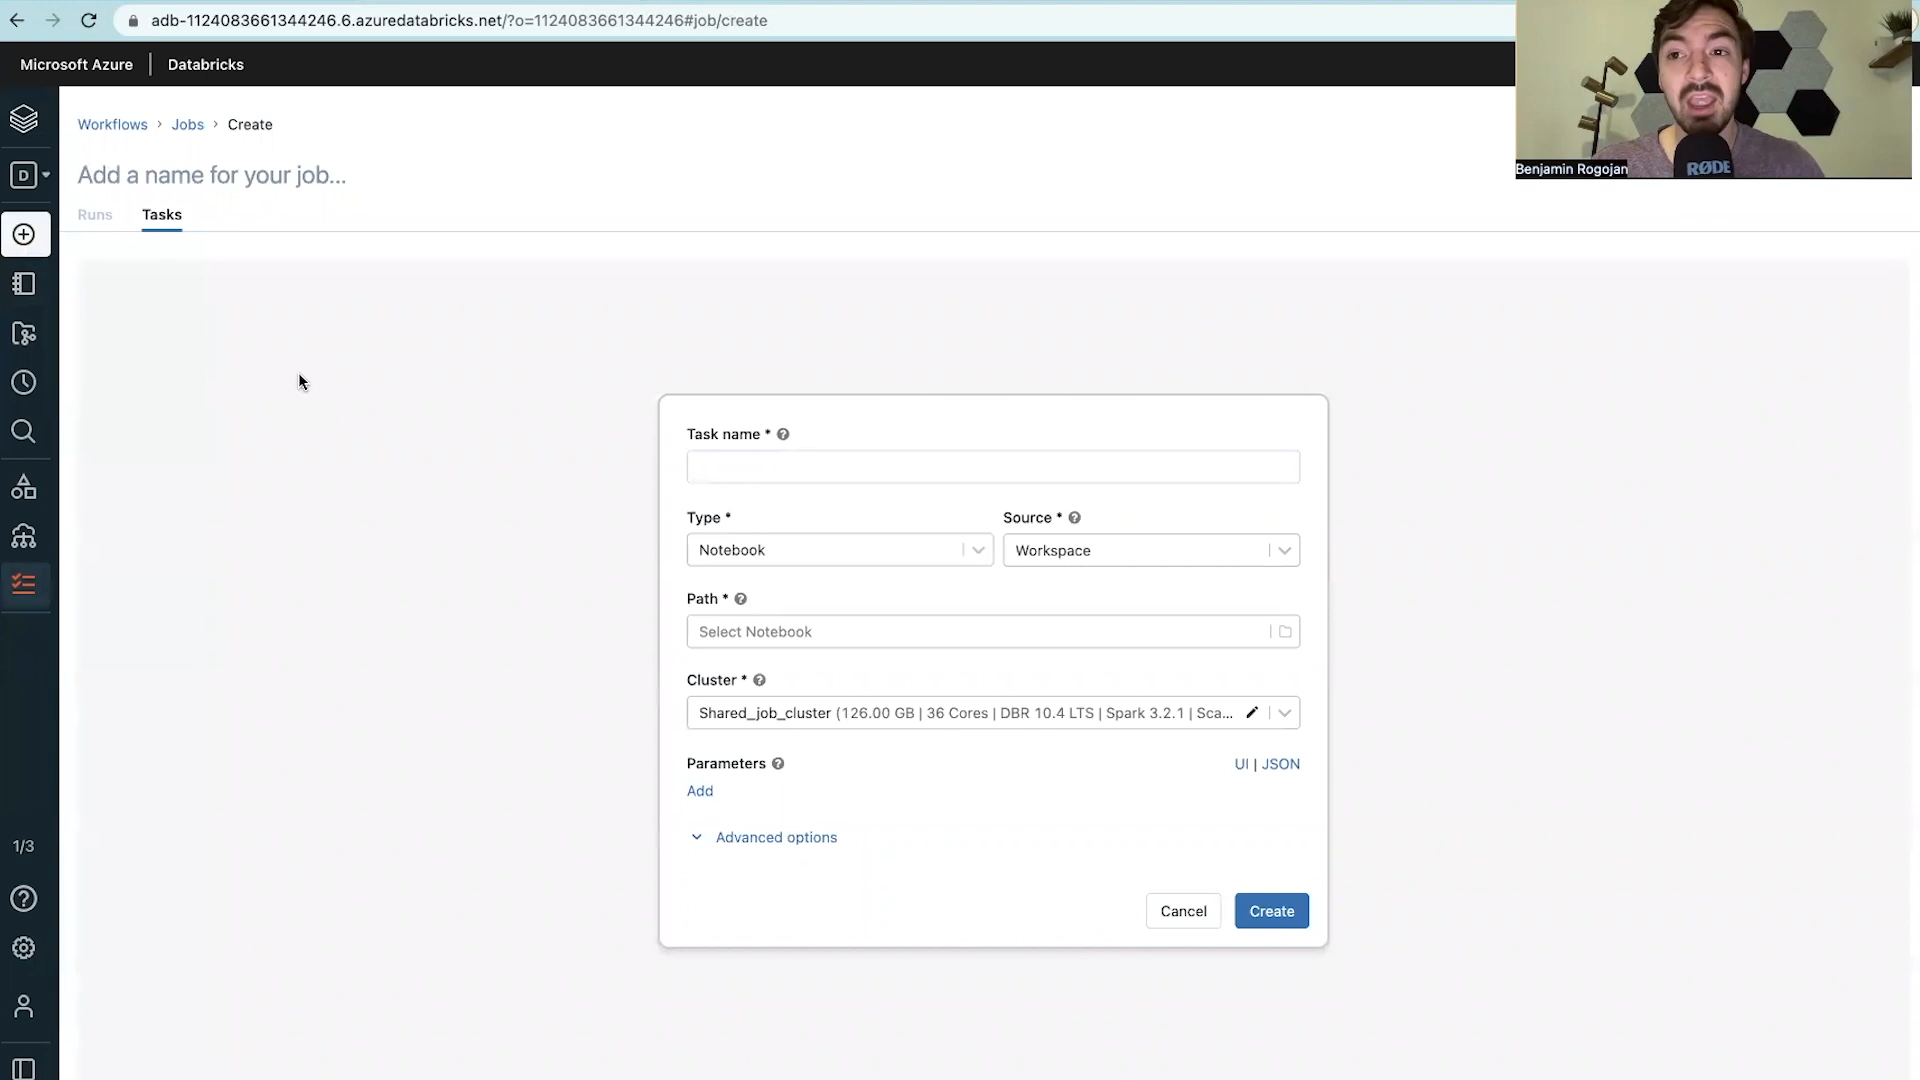 adb-1124083661344246.6.azuredatabricks.net/?o=1124083661344246#job/create
Microsoft Azure Databricks
Workflows › Jobs › Create
Add a name for your job...
Runs Tasks
D
Benjamin Rogojan
RØDE
Task name *
Type * Source *
Notebook Workspace
Path *
Select Notebook
Cluster *
Shared_job_cluster (126.00 GB | 36 Cores | DBR 10.4 LTS | Spark 3.2.1 | Sca...
Parameters UI | JSON
Add
Advanced options
1/3
Cancel Create